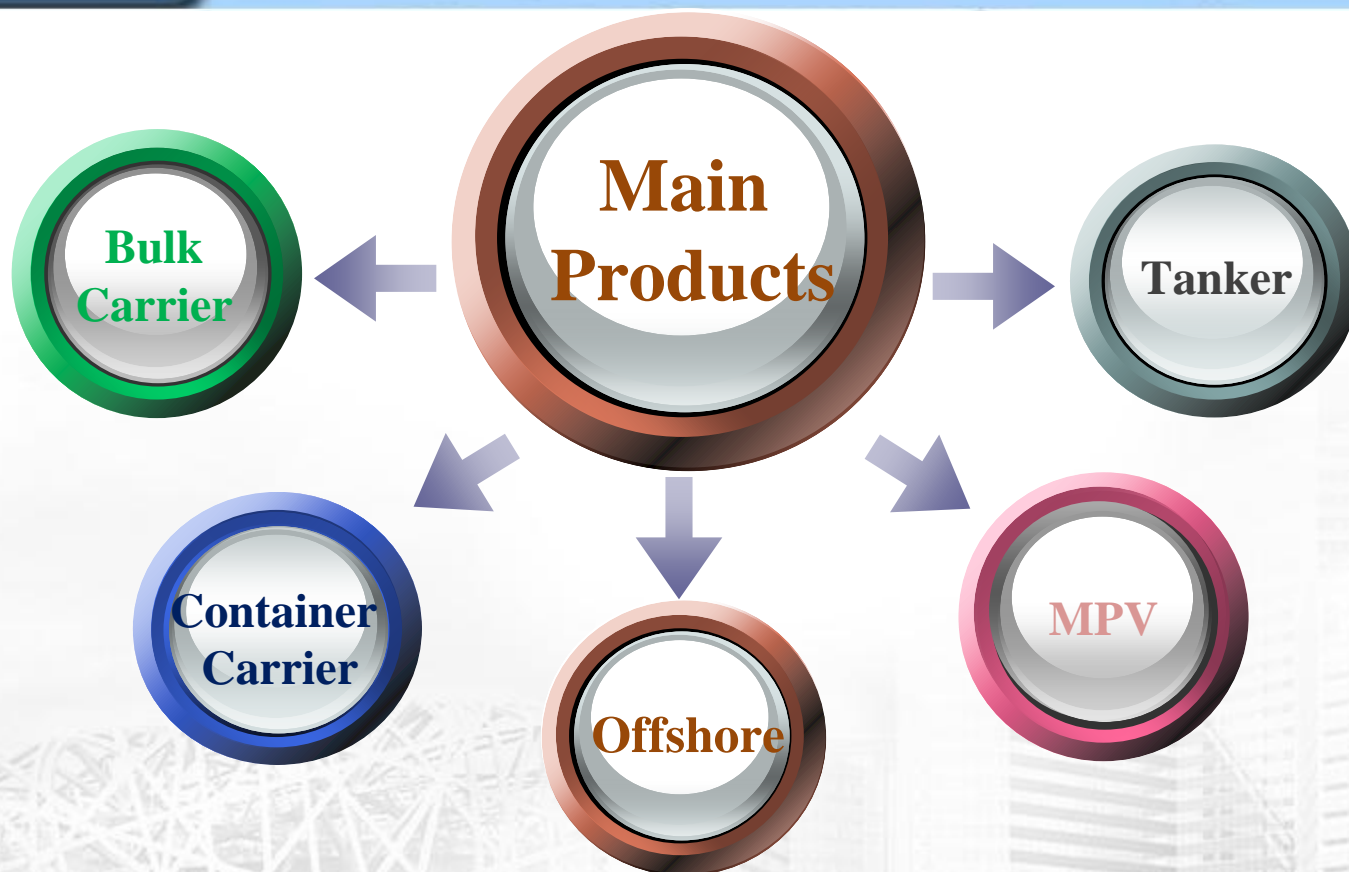 Main
Products
Bulk
Carrier
Tanker
Container
Carrier
MPV
Offshore